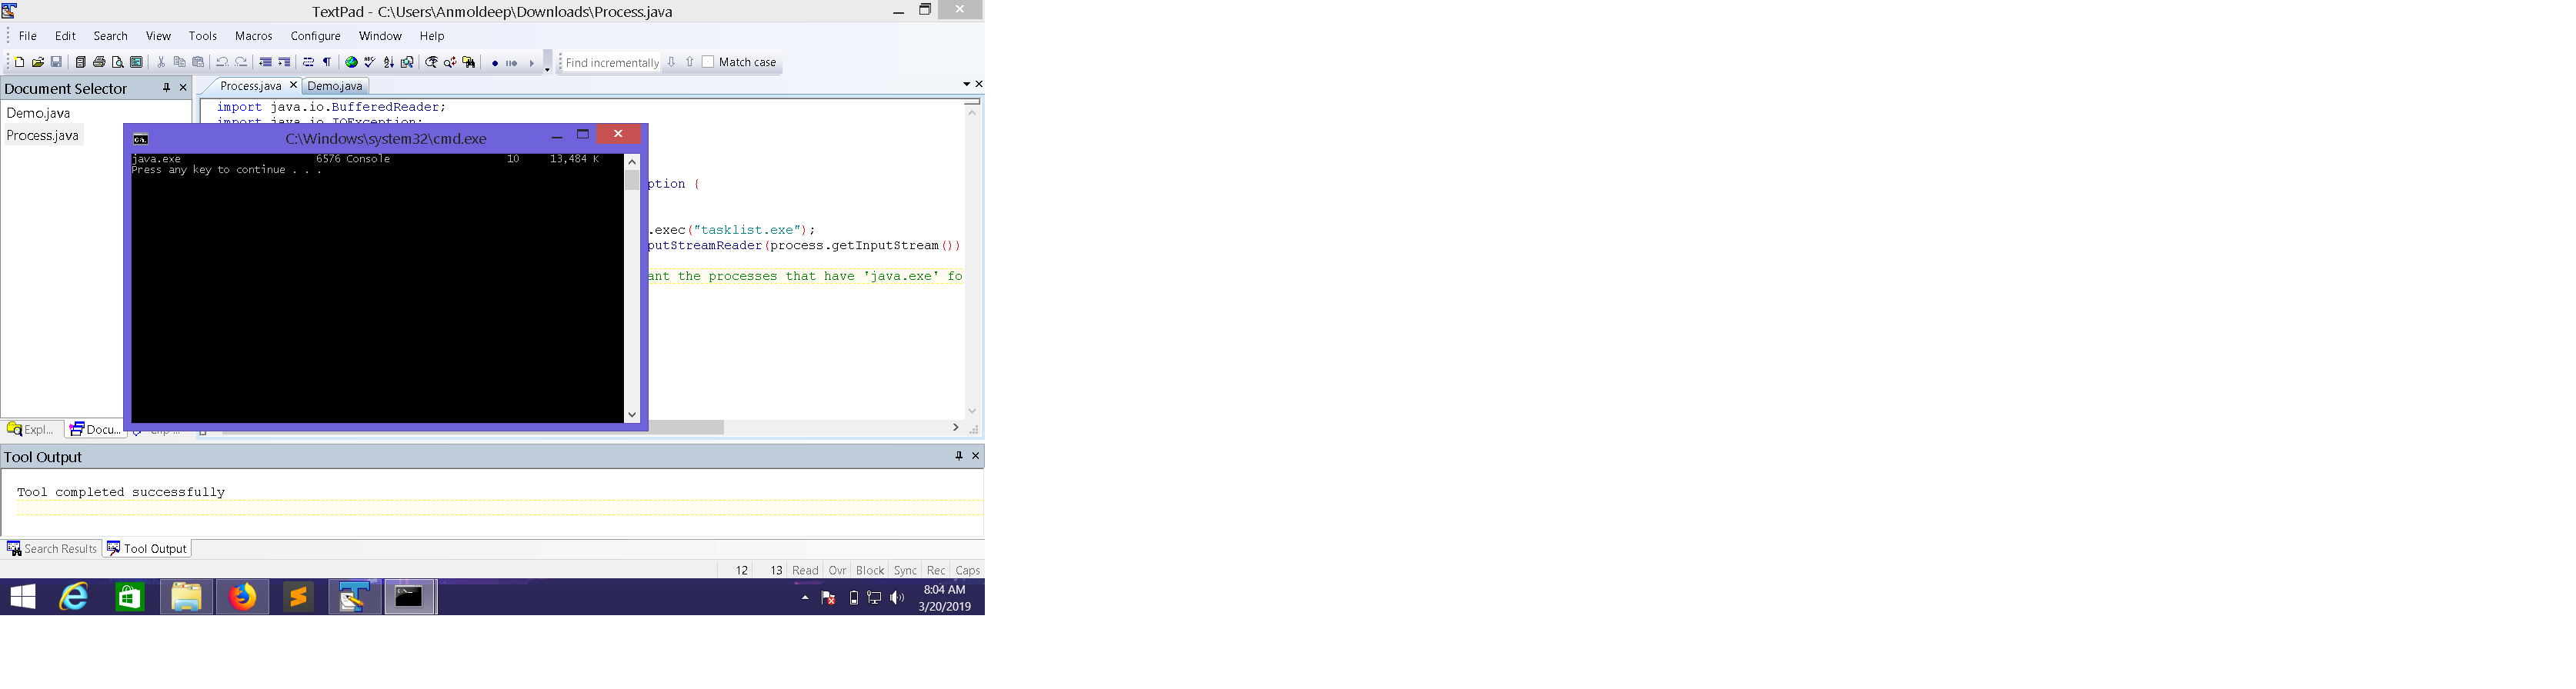 TextPad - C:\Users\Anmoldeep\Downloads\Process.java
File Edit Search View Tools Macros Configure Window Help
Find incrementally Match case
Document Selector
Process.java Demo.java
Demo.java
Process.java
import java.io.BufferedReader;
import java.io.IOException;
C:\Windows\system32\cmd.exe
java.exe 6576 Console 10 13,484 K
Press any key to continue . . .
ption {
.exec("tasklist.exe");
putStreamReader(process.getInputStream())
ant the processes that have 'java.exe' fo
Expl... Docu... Clip ...
Tool Output
Tool completed successfully
Search Results Tool Output
12 13 Read Ovr Block Sync Rec Caps
8:04 AM
3/20/2019